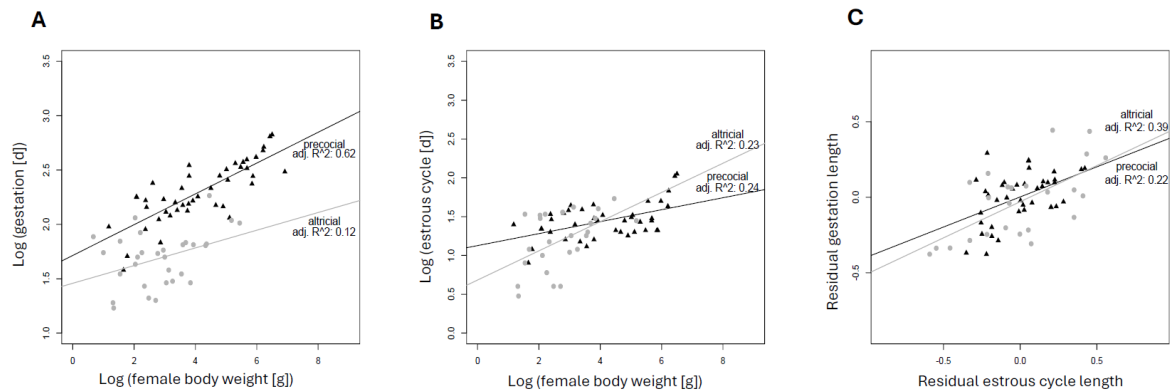 A
Log (gestation [d])
3.5
3.0
2.5
2.0
1.5
1.0
precocial
adj. R^2: 0.62
altricial
adj. R^2: 0.12
0 2 4 6 8
Log (female body weight [g])
B
Log (estrous cycle [d])
3.0
2.5
2.0
1.5
1.0
0.5
0.0
altricial
adj. R^2: 0.23
precocial
adj. R^2: 0.24
0 2 4 6 8
Log (female body weight [g])
C
Residual gestation length
0.5
0.0
-0.5
altricial
adj. R^2: 0.39
precocial
adj. R^2: 0.22
-0.5 0.0 0.5
Residual estrous cycle length